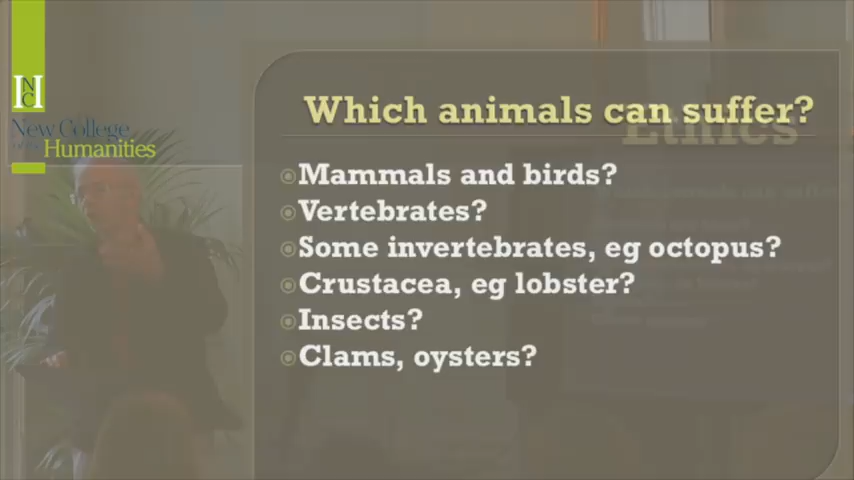 NCH
New College
Humanities
Ethics
Which animals can suffer?
Mammals and birds?
Vertebrates?
Some invertebrates, eg octopus?
Crustacea, eg lobster?
Insects?
Clams, oysters?